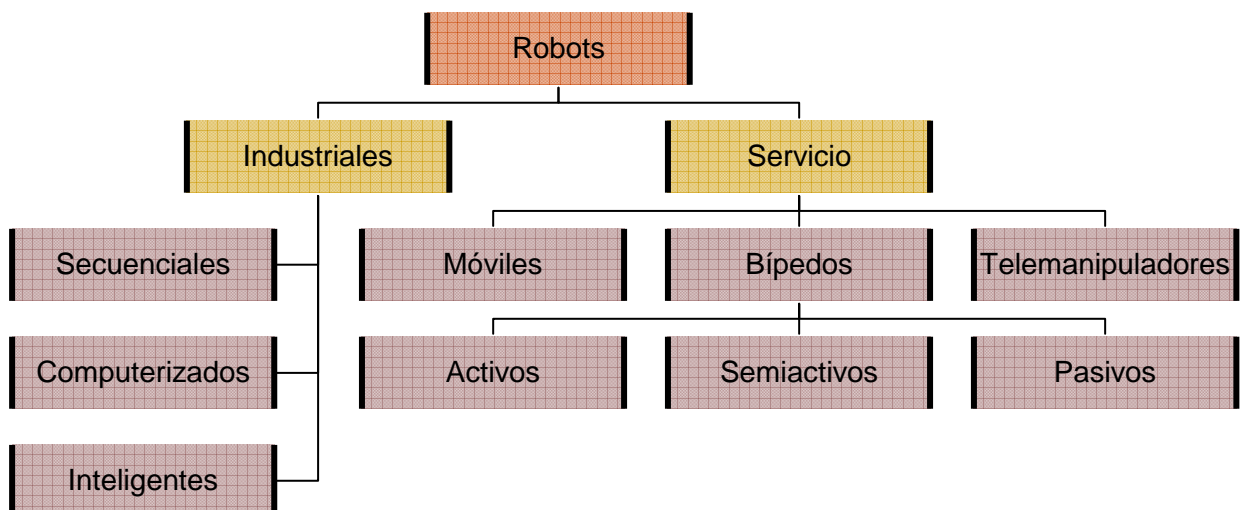 Robots
Industriales
Servicio
Secuenciales
Móviles
Bípedos
Telemanipuladores
Computerizados
Activos
Semiactivos
Pasivos
Inteligentes